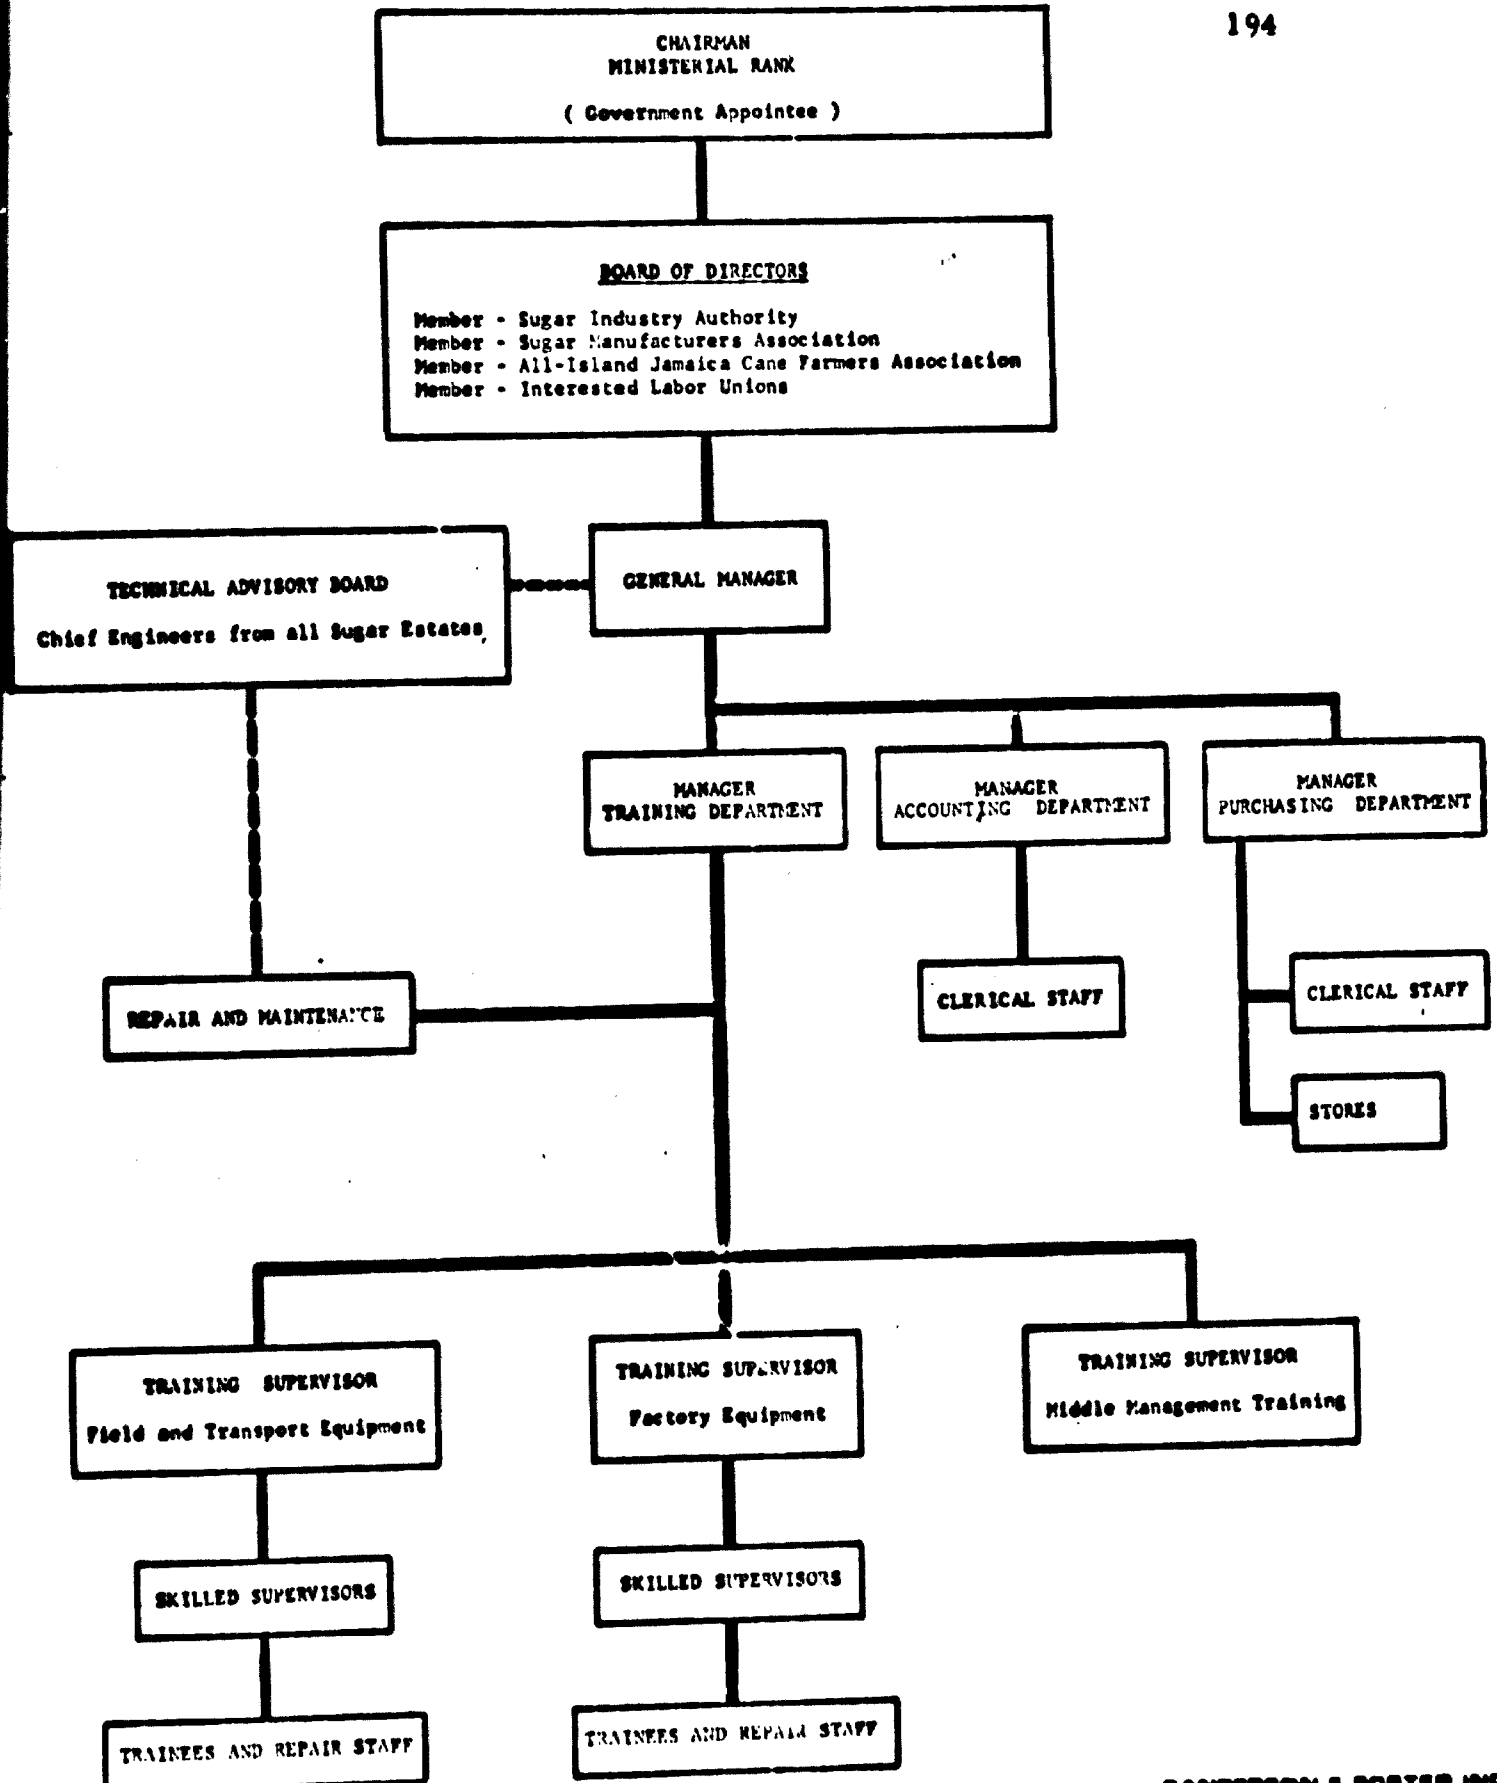 194
CHAIRMAN
MINISTERIAL RANK
( Government Appointee )
BOARD OF DIRECTORS
Member - Sugar Industry Authority
Member - Sugar Manufacturers Association
Member - All-Island Jamaica Cane Farmers Association
Member - Interested Labor Unions
TECHNICAL ADVISORY BOARD
Chief Engineers from all Sugar Estates
GENERAL MANAGER
MANAGER
TRAINING DEPARTMENT
MANAGER
ACCOUNTING DEPARTMENT
MANAGER
PURCHASING DEPARTMENT
REPAIR AND MAINTENANCE
CLERICAL STAFF
CLERICAL STAFF
STORES
TRAINING SUPERVISOR
Field and Transport Equipment
TRAINING SUPERVISOR
Factory Equipment
TRAINING SUPERVISOR
Middle Management Training
SKILLED SUPERVISORS
SKILLED SUPERVISORS
TRAINEES AND REPAIR STAFF
TRAINEES AND REPAIR STAFF